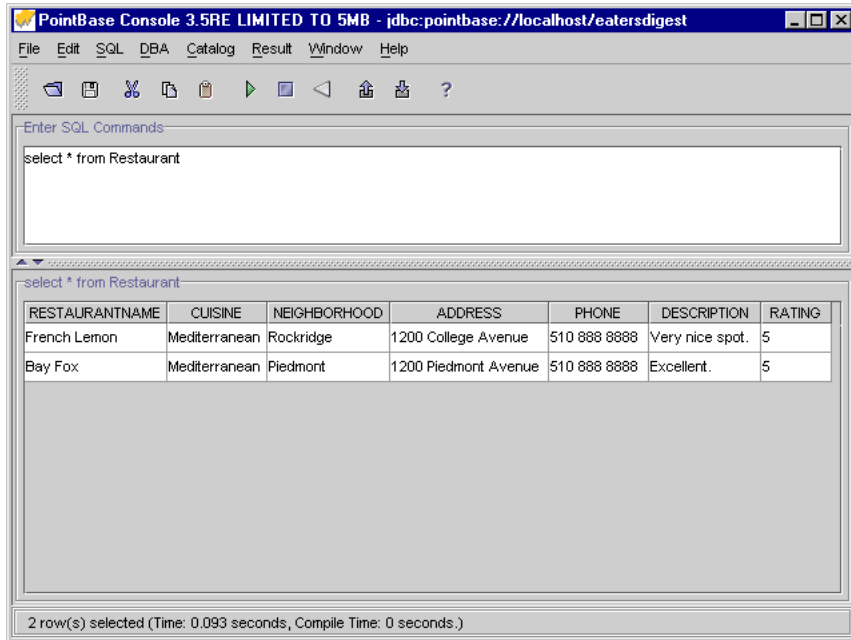 PointBase Console 3.5RE LIMITED TO 5MB - jdbc:pointbase://localhost/eatersdigest
File Edit SQL DBA Catalog Result Window Help
?
Enter SQL Commands
select * from Restaurant
select * from Restaurant
RESTAURANTNAME CUISINE NEIGHBORHOOD ADDRESS PHONE DESCRIPTION RATING
French Lemon Mediterranean Rockridge 1200 College Avenue 510 888 8888 Very nice spot. 5
Bay Fox Mediterranean Piedmont 1200 Piedmont Avenue 510 888 8888 Excellent. 5
2 row(s) selected (Time: 0.093 seconds, Compile Time: 0 seconds.)